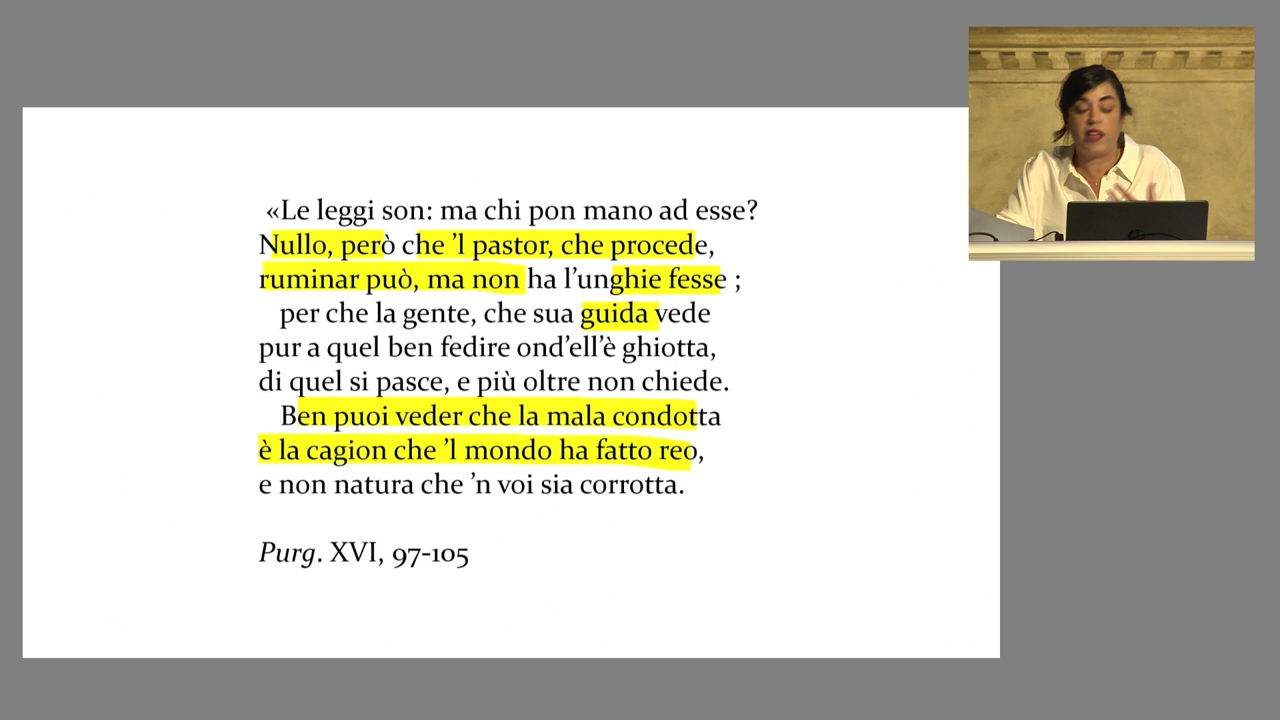 «Le leggi son: ma chi pon mano ad esse?
Nullo, però che ’l pastor, che procede,
ruminar può, ma non ha l’unghie fesse ;
per che la gente, che sua guida vede
pur a quel ben fedire ond’ell’è ghiotta,
di quel si pasce, e più oltre non chiede.
Ben puoi veder che la mala condotta
è la cagion che ’l mondo ha fatto reo,
e non natura che ’n voi sia corrotta.
Purg. XVI, 97-105